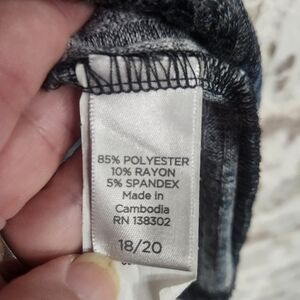 85% POLYESTER
10% RAYON
5% SPANDEX
Made in
Cambodia
RN 138302
18/20